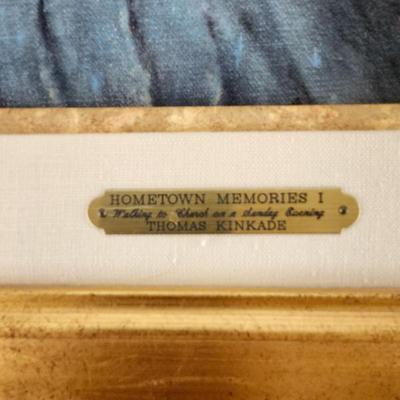 HOMETOWN MEMORIES I
Walking to Church on a Sunday Evening
THOMAS KINKADE